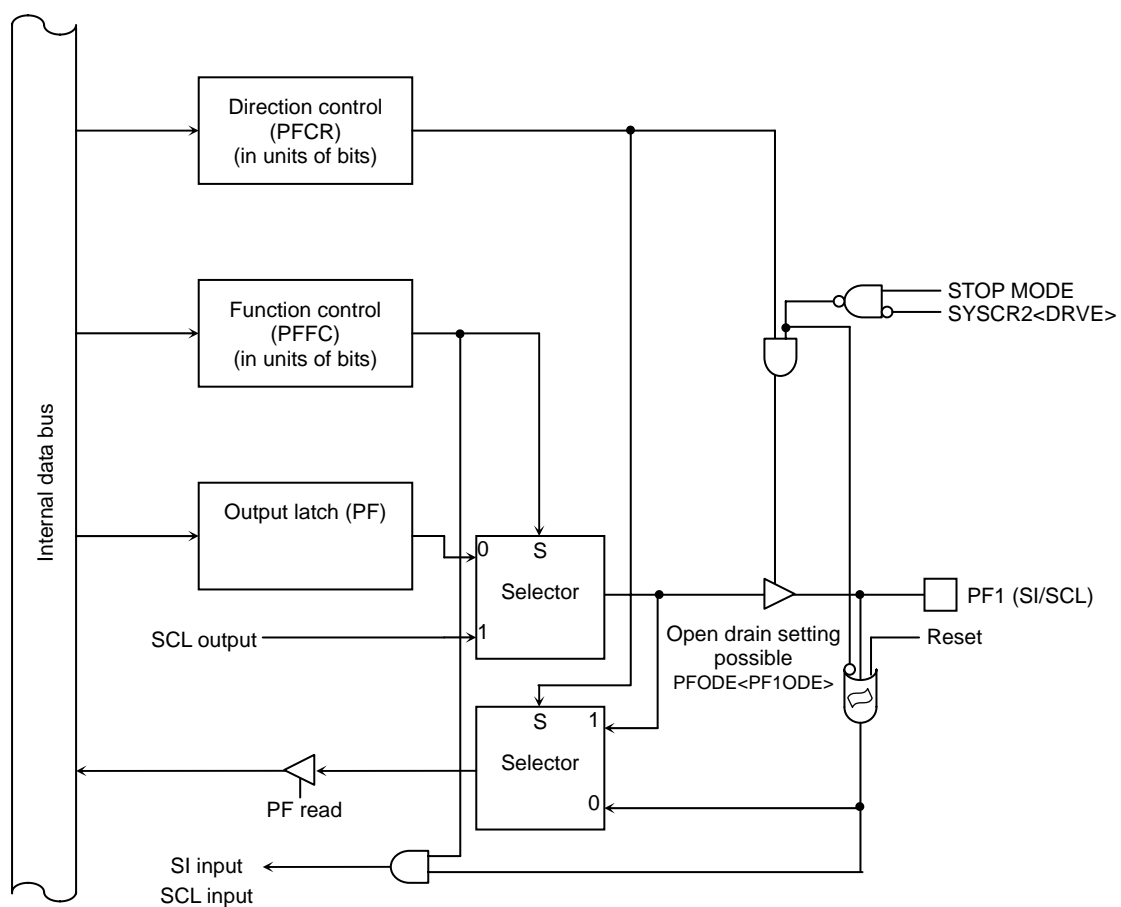 Direction control
(PFCR)
(in units of bits)
STOP MODE
SYSCR2<DRVE>
Function control
(PFFC)
(in units of bits)
Internal data bus
Output latch (PF)
0
S
Selector
1
SCL output
PF1 (SI/SCL)
Open drain setting
possible
PFODE<PF1ODE>
Reset
S
1
Selector
0
PF read
SI input
SCL input